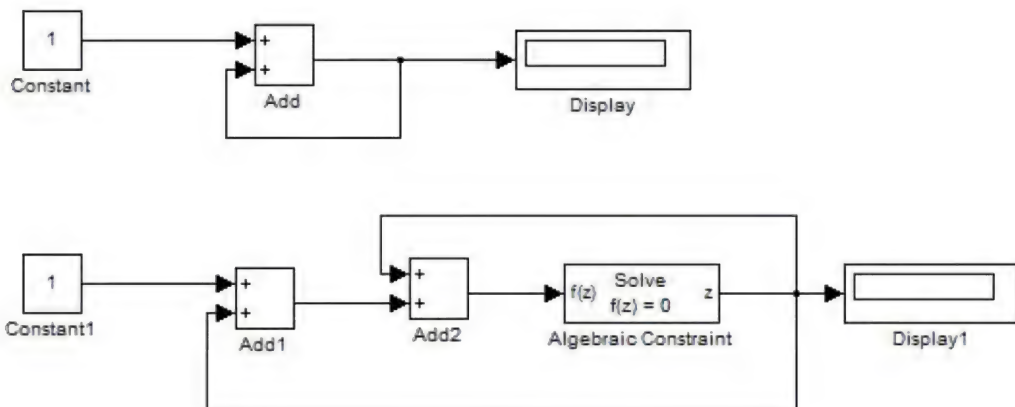 1
Constant
+
+
Add
Display
1
Constant1
+
+
Add1
+
+
Add2
f(z)
Solve
f(z) = 0
z
Algebraic Constraint
Display1